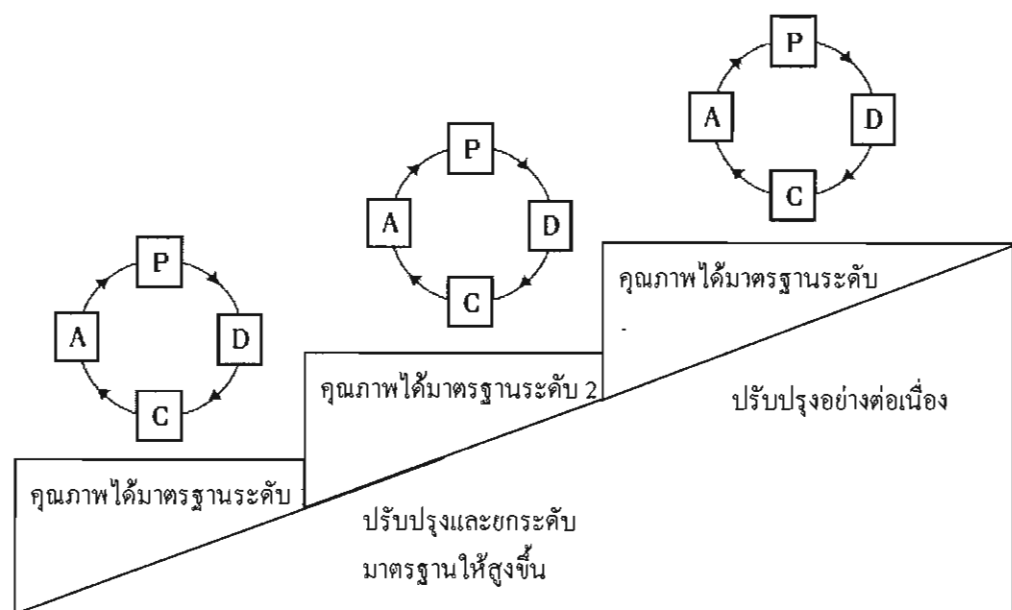 P
A
D
C
P
A
D
C
P
A
D
C
คุณภาพได้มาตรฐานระดับ
คุณภาพได้มาตรฐานระดับ 2
ปรับปรุงอย่างต่อเนื่อง
คุณภาพได้มาตรฐานระดับ
ปรับปรุงและยกระดับ
มาตรฐานให้สูงขึ้น